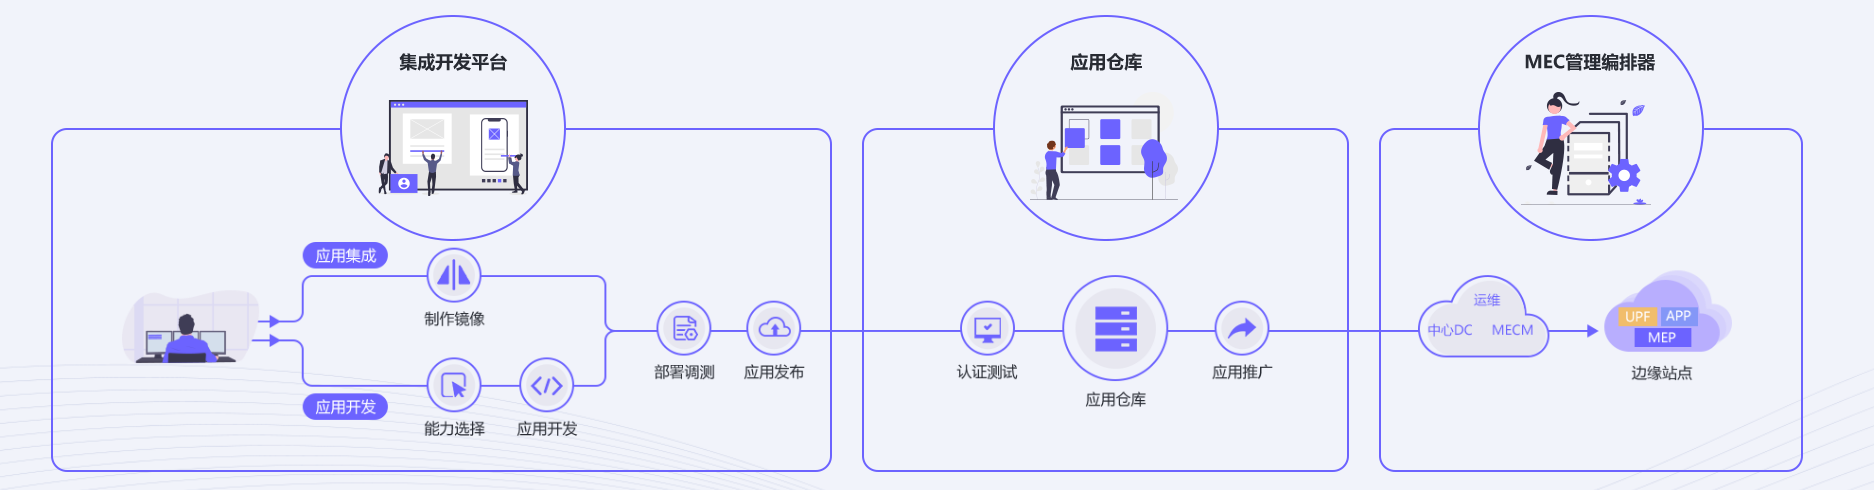 集成开发平台
应用集成
制作镜像
应用开发
能力选择
应用开发
部署调测
应用发布
应用仓库
认证测试
应用仓库
应用推广
MEC管理编排器
运维
中心DC
MECM
UPF
APP
MEP
边缘站点